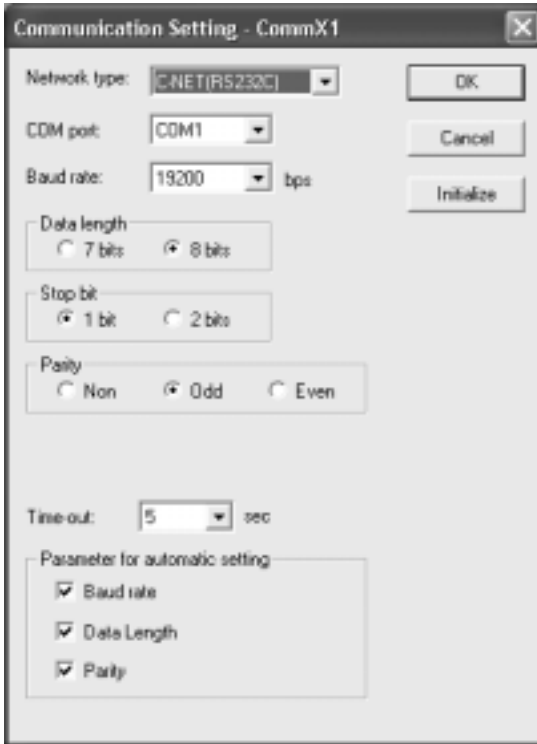 Communication Setting - CommX1
Network type: C-NET(RS232C) OK
COM port: COM1 Cancel
Baud rate: 19200 bps Initialize
Data length
7 bits 8 bits
Stop bit
1 bit 2 bits
Parity
Non Odd Even
Time-out: 5 sec
Parameter for automatic setting
Baud rate
Data Length
Parity